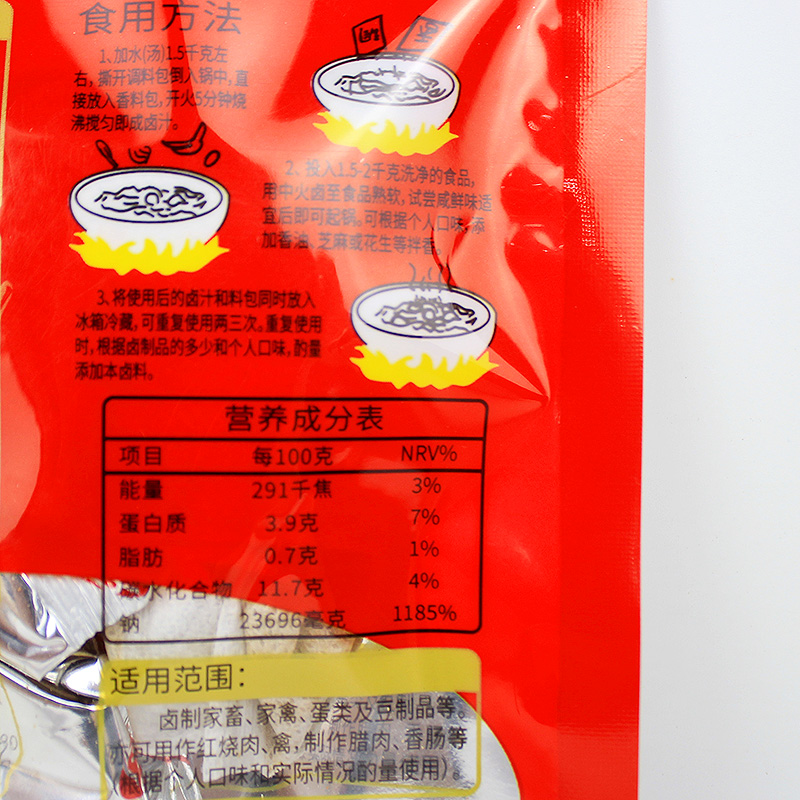 食用方法
1、加水(汤)1.5千克左
右，撕开调料包倒入锅中，直
接放入香料包，开火5分钟烧
沸搅匀即成卤汁。
2、投入1.5-2千克洗净的食品，
用中火卤至食品熟软，试尝咸鲜味适
宜后即可起锅。可根据个人口味，添
加香油、芝麻或花生等拌香。
3、将使用后的卤汁和料包同时放入
冰箱冷藏，可重复使用两三次。重复使用
时，根据卤制品的多少和个人口味，酌量
添加本卤料。
营养成分表
项目 每100克 NRV%
能量 291千焦 3%
蛋白质 3.9克 7%
脂肪 0.7克 1%
碳水化合物 11.7克 4%
钠 23696毫克 1185%
适用范围：
卤制家畜、家禽、蛋类及豆制品等。
亦可用作红烧肉、禽，制作腊肉、香肠等
（根据个人口味和实际情况酌量使用）。